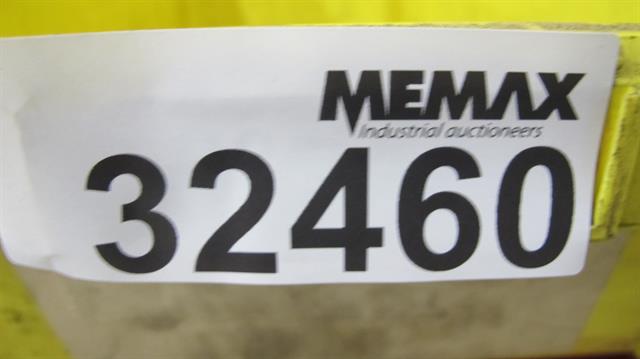 MEMAX
Industrial auctioneers
32460